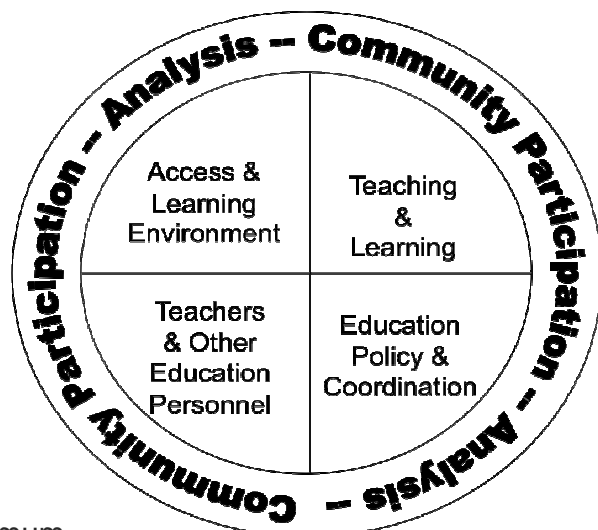 Community Participation -- Analysis -- Community Participation - Analysis --
Access &
Learning
Environment
Teaching
&
Learning
Teachers
& Other
Education
Personnel
Education
Policy &
Coordination